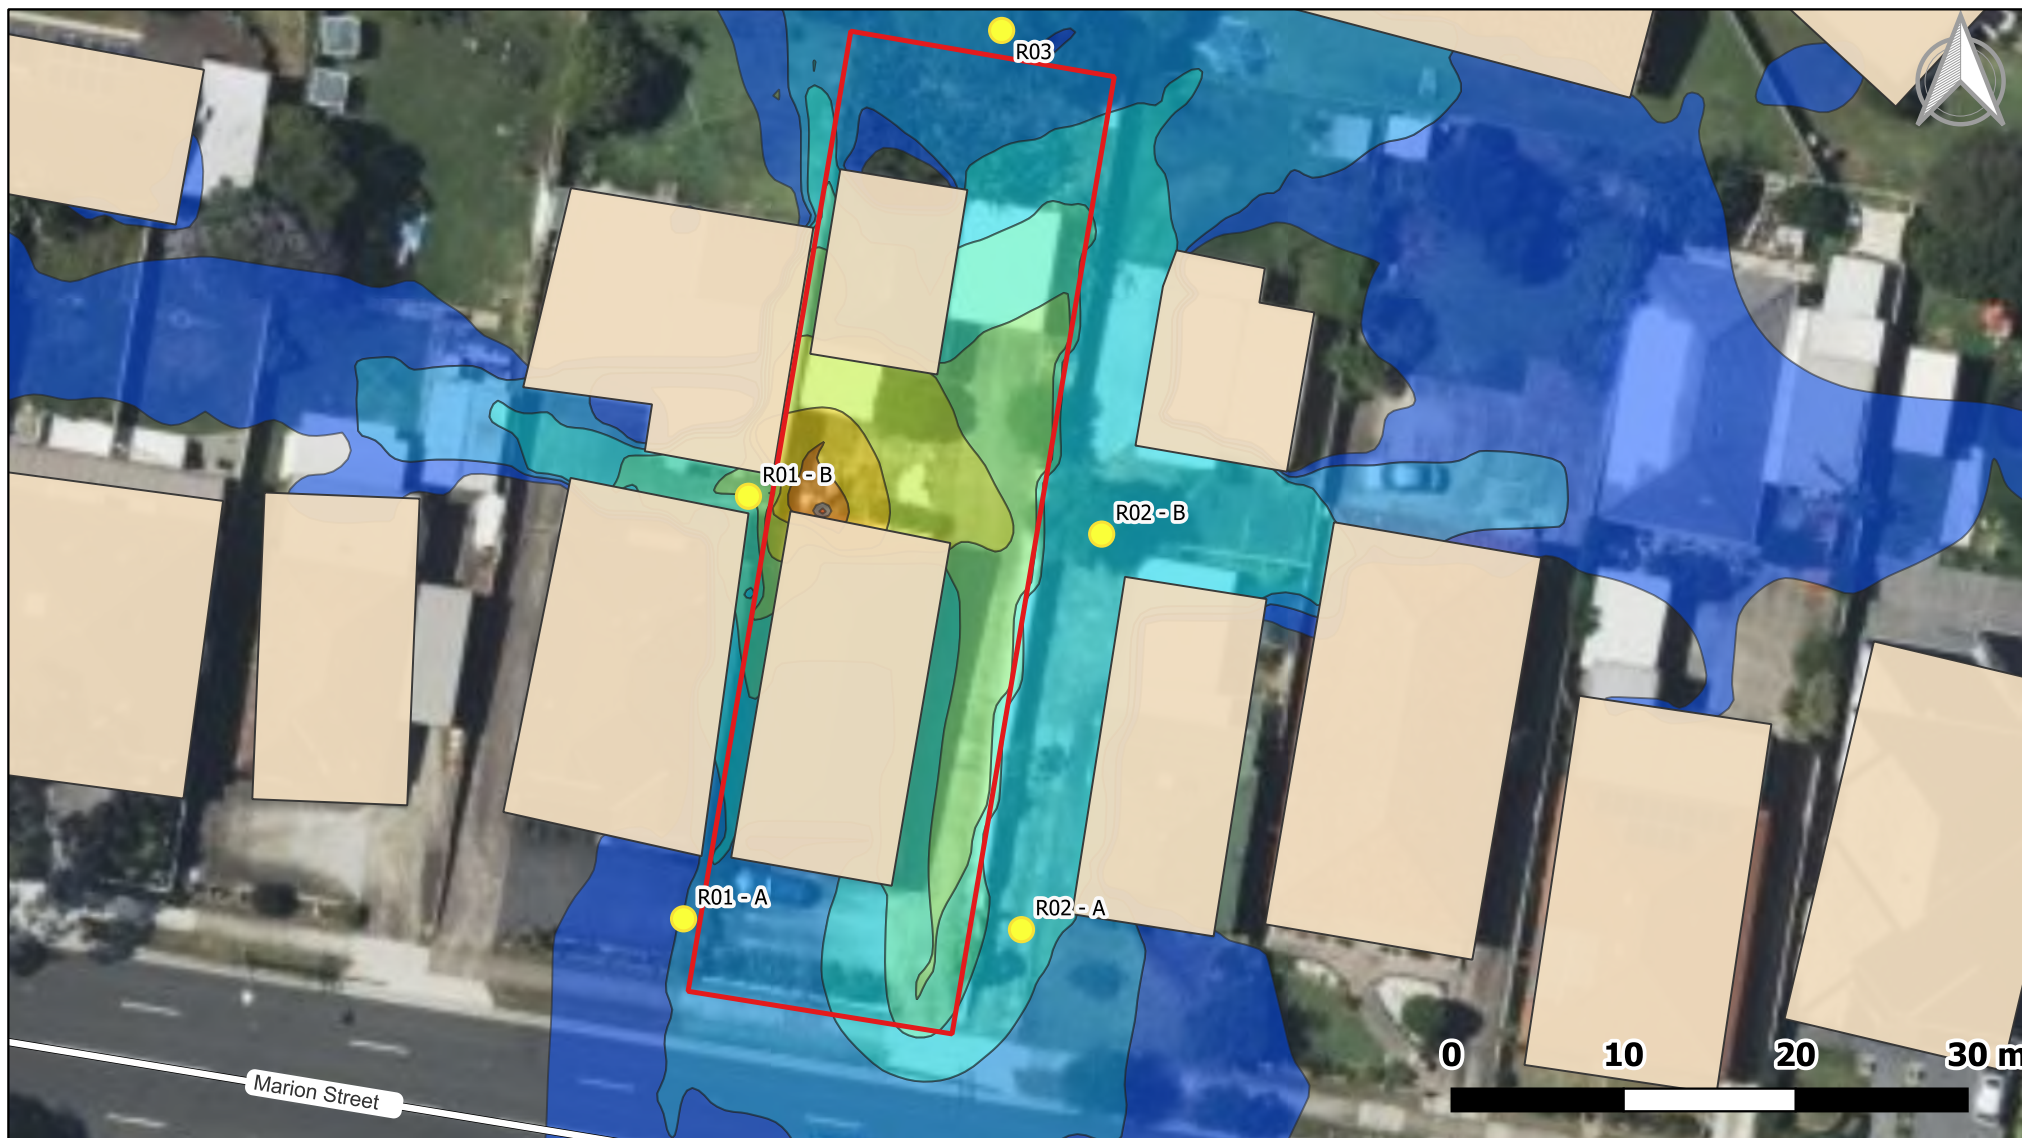 R03
R01 - B
R02 - B
R01 - A
R02 - A
0 10 20 30 m
Marion Street